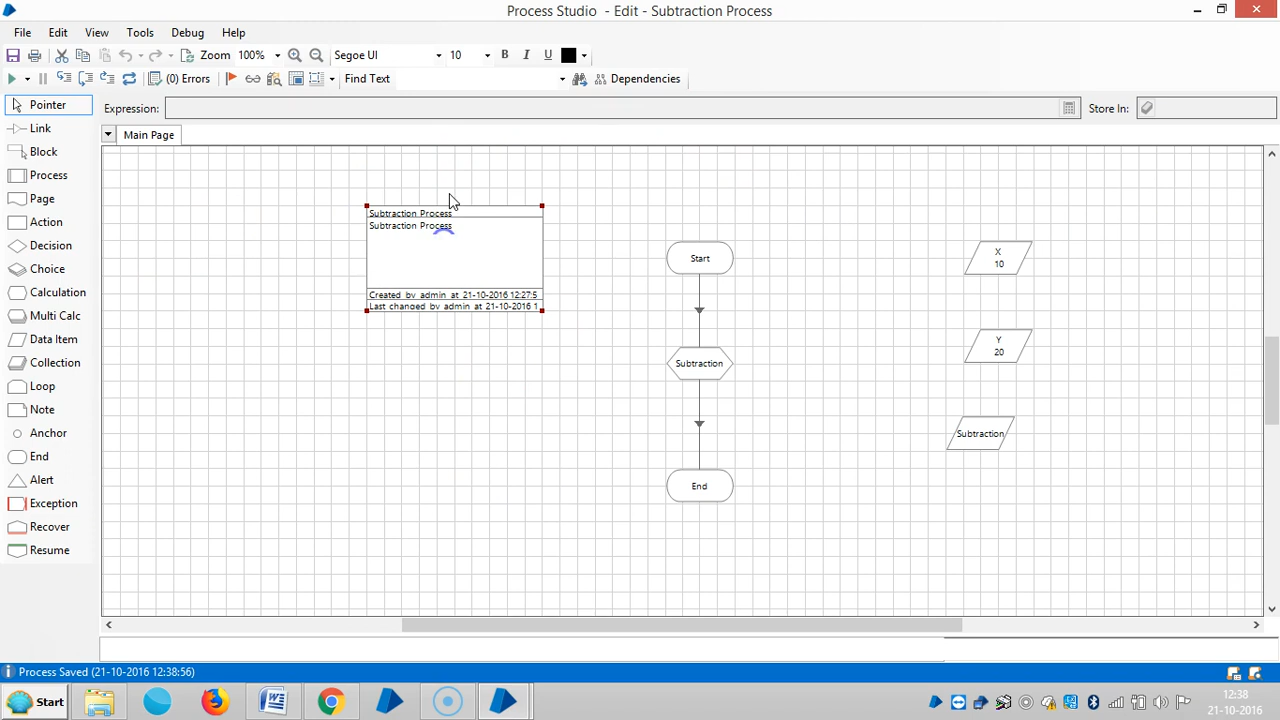 Process Studio - Edit - Subtraction Process
File Edit View Tools Debug Help
Zoom 100% Segoe UI 10 B I U
(0) Errors Find Text Dependencies
Pointer
Link
Block
Process
Page
Action
Decision
Choice
Calculation
Multi Calc
Data Item
Collection
Loop
Note
Anchor
End
Alert
Exception
Recover
Resume
Expression: Store In:
Main Page
Subtraction Process
Subtraction Process
Created by admin at 21-10-2016 12:27:5
Last changed by admin at 21-10-2016 1
Start
Subtraction
End
X
10
Y
20
Subtraction
Process Saved (21-10-2016 12:38:56)
Start
12:38
21-10-2016